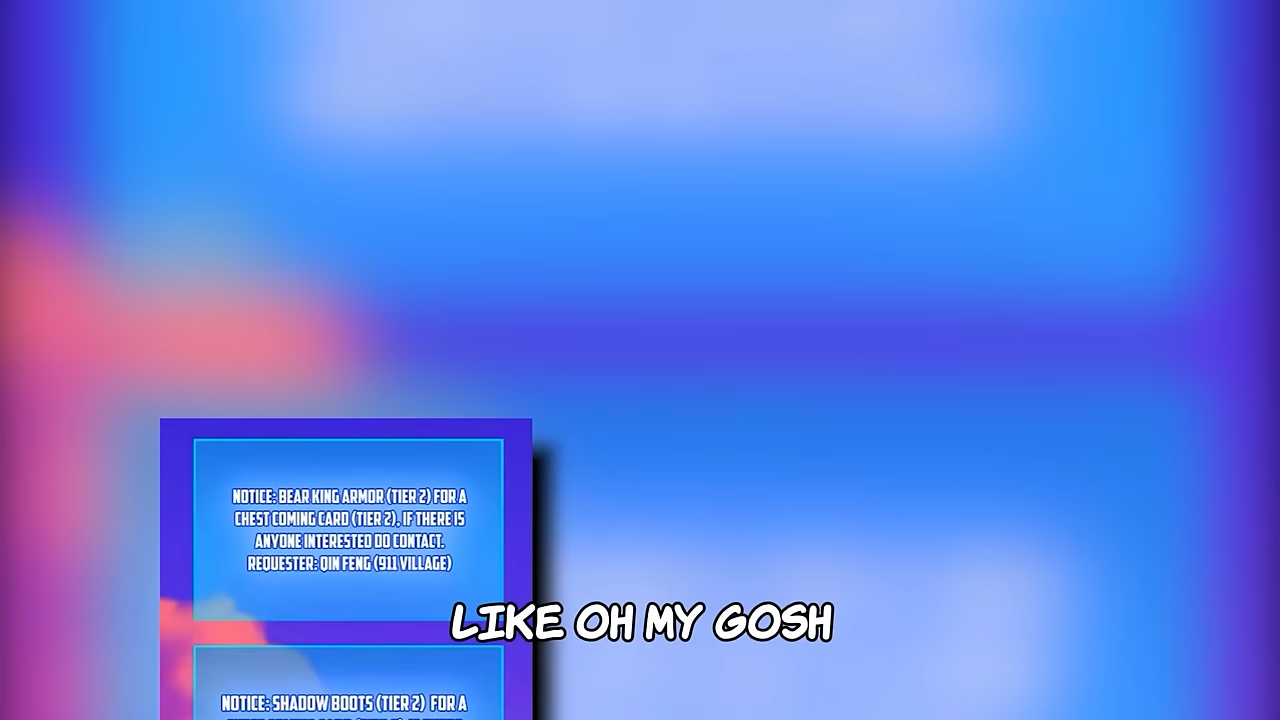 NOTICE: BEAR KING ARMOR (TIER 2) FOR A
CHEST COMING CARD (TIER 2), IF THERE IS
ANYONE INTERESTED DO CONTACT.
REQUESTER: QIN FENG (911 VILLAGE)
LIKE OH MY GOSH
NOTICE: SHADOW BOOTS (TIER 2) FOR A